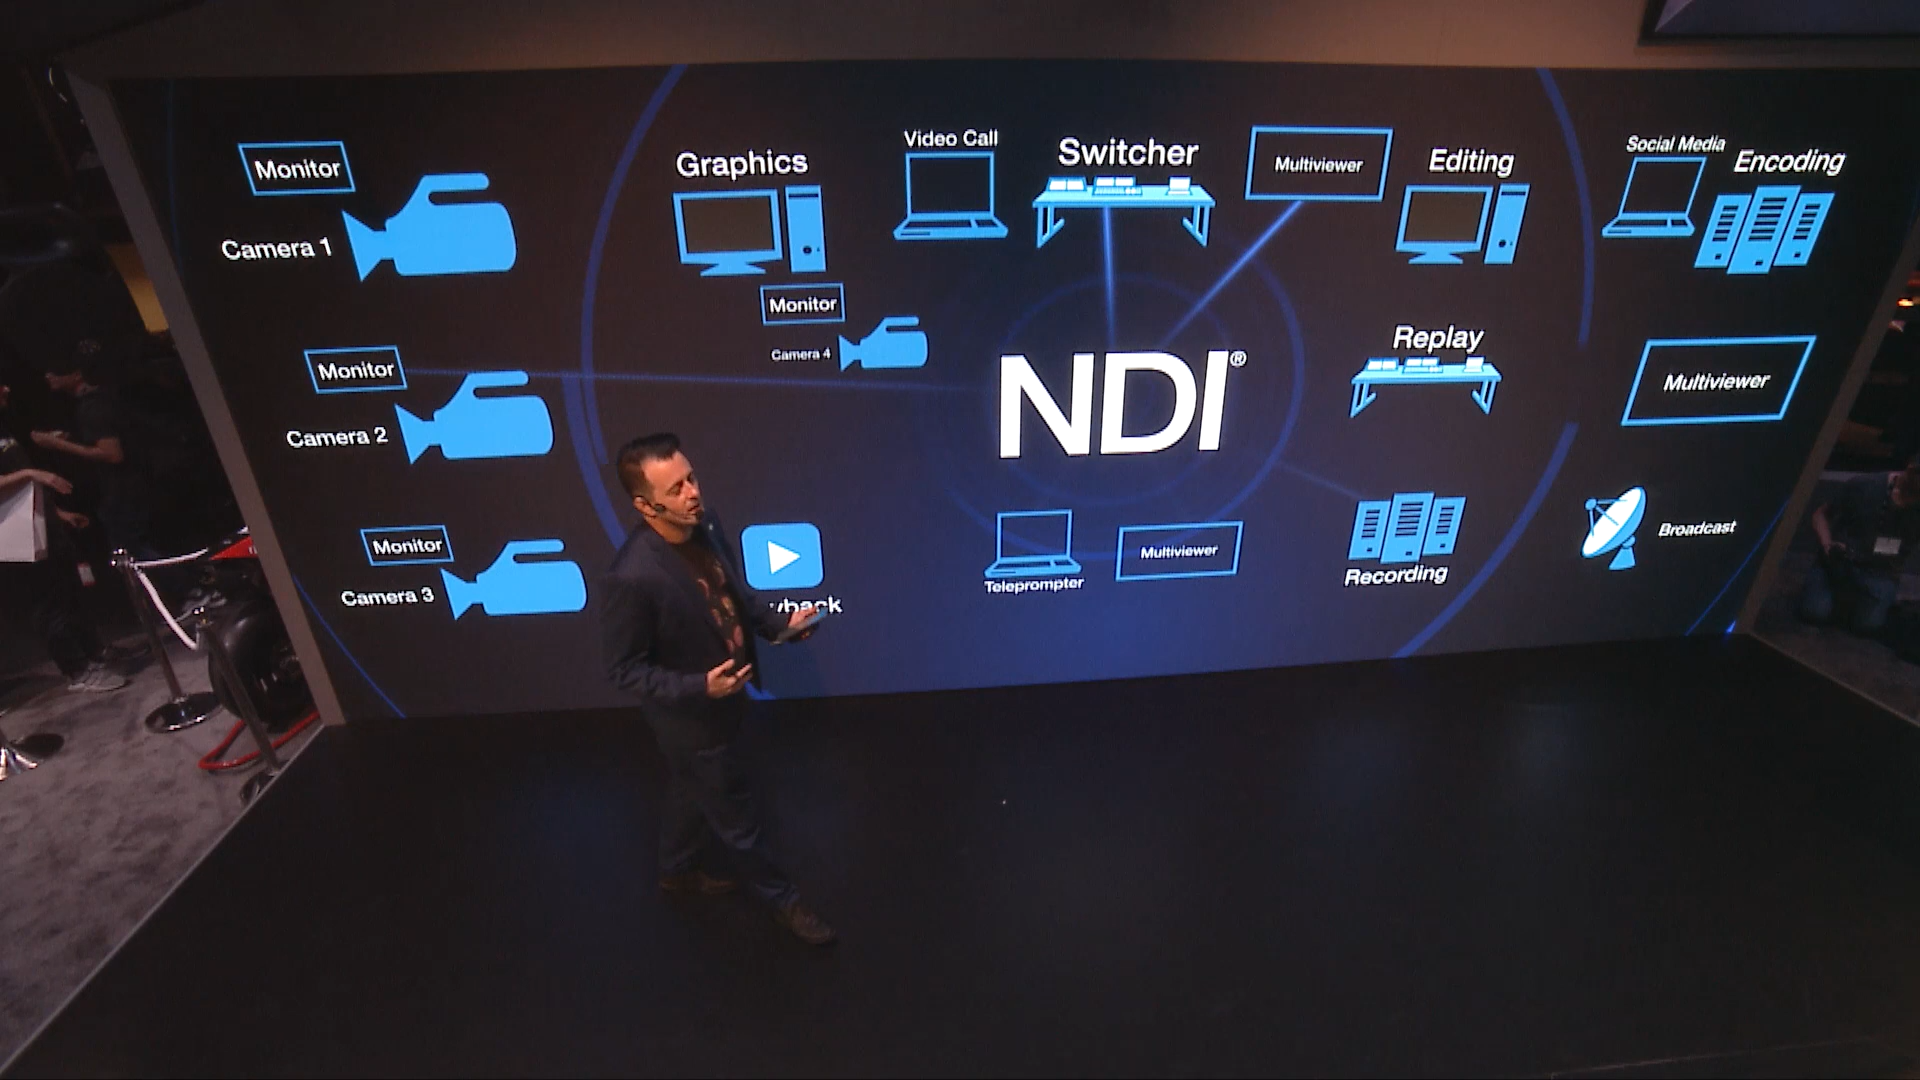 Monitor
Camera 1
Graphics
Video Call
Switcher
Multiviewer
Editing
Social Media
Encoding
Monitor
Camera 4
Monitor
Camera 2
NDI®
Replay
Multiviewer
Monitor
Camera 3
yback
Teleprompter
Multiviewer
Recording
Broadcast